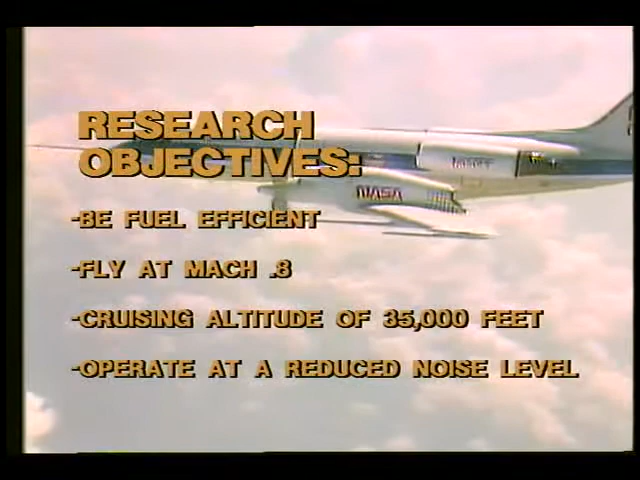 RESEARCH
OBJECTIVES:
-BE FUEL EFFICIENT
NASA
-FLY AT MACH .8
-CRUISING ALTITUDE OF 35,000 FEET
-OPERATE AT A REDUCED NOISE LEVEL